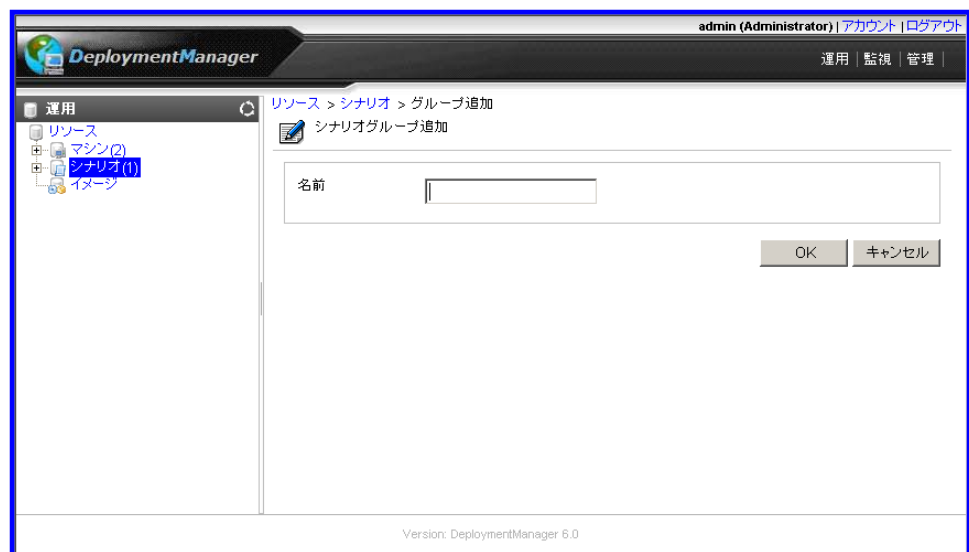 admin (Administrator) | アカウント | ログアウト
DeploymentManager
運用 | 監視 | 管理 |
運用
リソース
マシン(2)
シナリオ(1)
イメージ
リソース > シナリオ > グループ追加
シナリオグループ追加
名前
OK キャンセル
Version: DeploymentManager 6.0